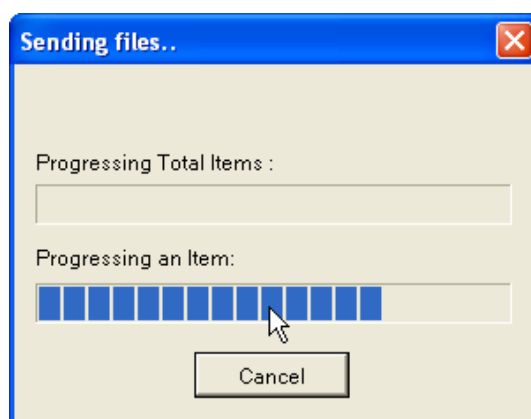 Sending files..
Progressing Total Items :
Progressing an Item:
Cancel